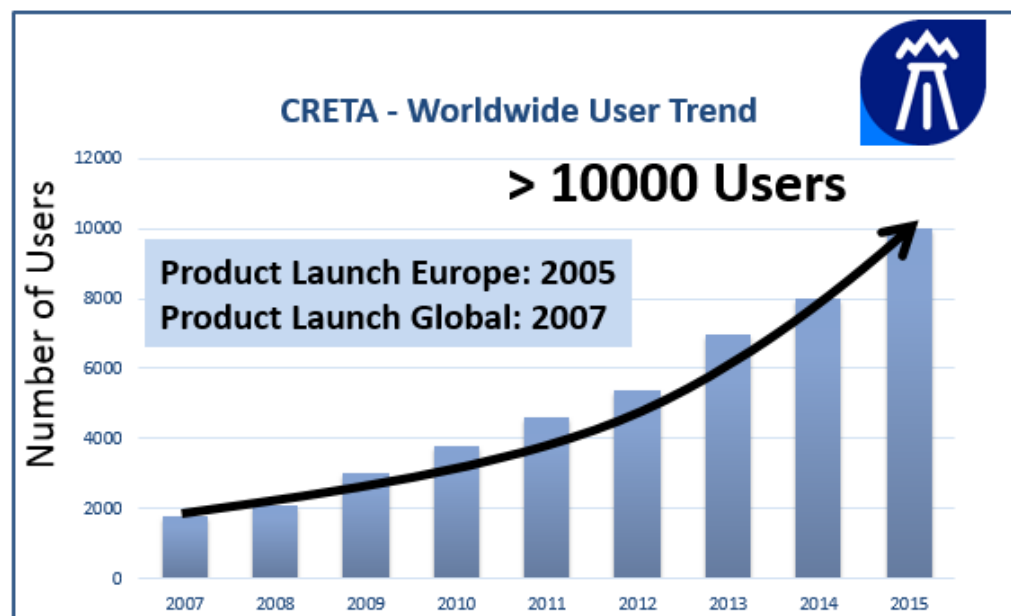 CRETA - Worldwide User Trend
> 10000 Users
Number of Users
12000
10000
8000
6000
4000
2000
0
Product Launch Europe: 2005
Product Launch Global: 2007
2007 2008 2009 2010 2011 2012 2013 2014 2015